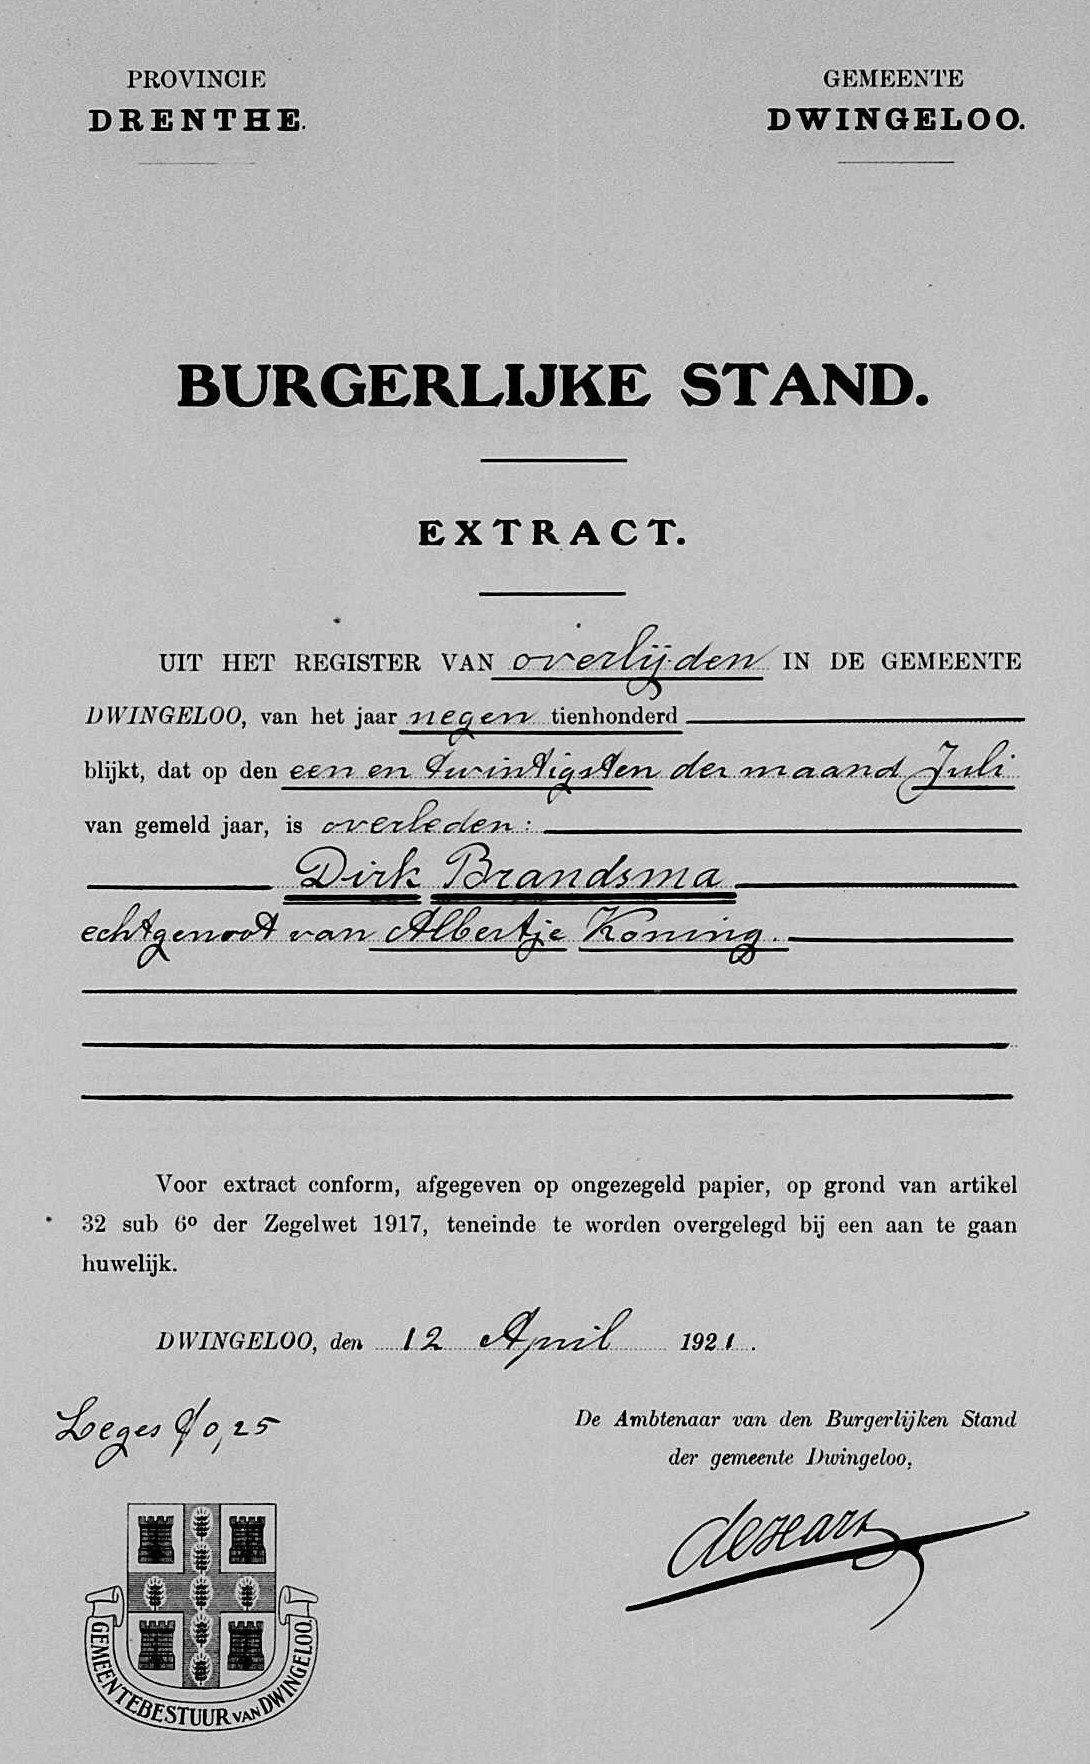 PROVINCIE
DRENTHE.
GEMEENTE
DWINGELOO.
BURGERLIJKE STAND.
EXTRACT.
UIT HET REGISTER VAN overlijden IN DE GEMEENTE
DWINGELOO, van het jaar negen tienhonderd
blijkt, dat op den een en twintigsten der maand Juli
van gemeld jaar, is overleden:
Dirk Brandsma
echtgenoot van Albertje Koning.
Voor extract conform, afgegeven op ongezegeld papier, op grond van artikel
32 sub 6º der Zegelwet 1917, teneinde te worden overgelegd bij een aan te gaan
huwelijk.
DWINGELOO, den 12 April 1921.
Leges f 0,25
De Ambtenaar van den Burgerlijken Stand
der gemeente Dwingeloo,
GEMEENTEBESTUUR VAN DWINGELOO.